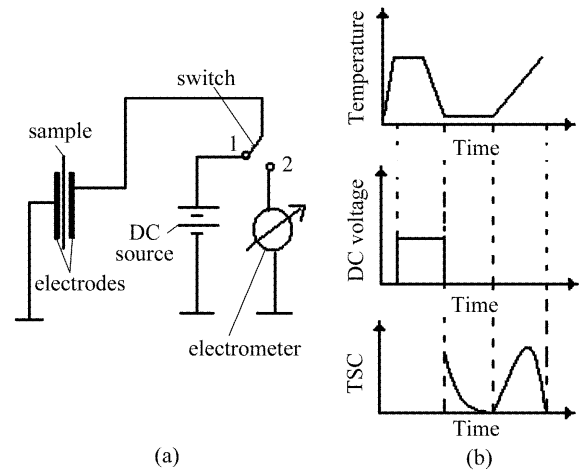 switch
sample
1
2
DC
source
electrodes
electrometer
(a)
Temperature
Time
DC voltage
Time
TSC
Time
(b)